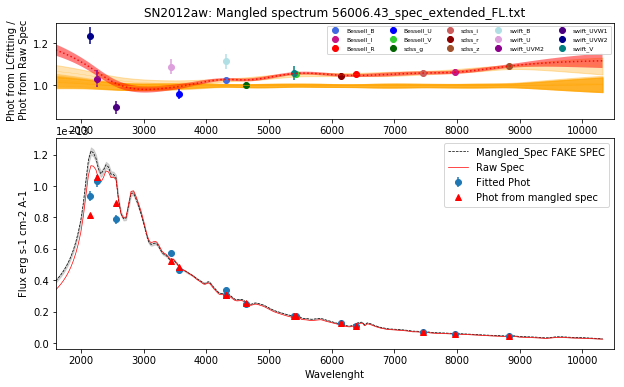 SN2012aw: Mangled spectrum 56006.43_spec_extended_FL.txt
Phot from LCfitting /
Phot from Raw Spec
1.2
1.0
Bessell_B
Bessell_I
Bessell_R
Bessell_U
Bessell_V
sdss_g
sdss_i
sdss_r
sdss_z
swift_B
swift_U
swift_UVM2
swift_UVW1
swift_UVW2
swift_V
2000 3000 4000 5000 6000 7000 8000 9000 10000
Flux erg s-1 cm-2 A-1
1.2
1.0
0.8
0.6
0.4
0.2
0.0
Mangled_Spec FAKE SPEC
Raw Spec
Fitted Phot
Phot from mangled spec
2000 3000 4000 5000 6000 7000 8000 9000 10000
Wavelenght